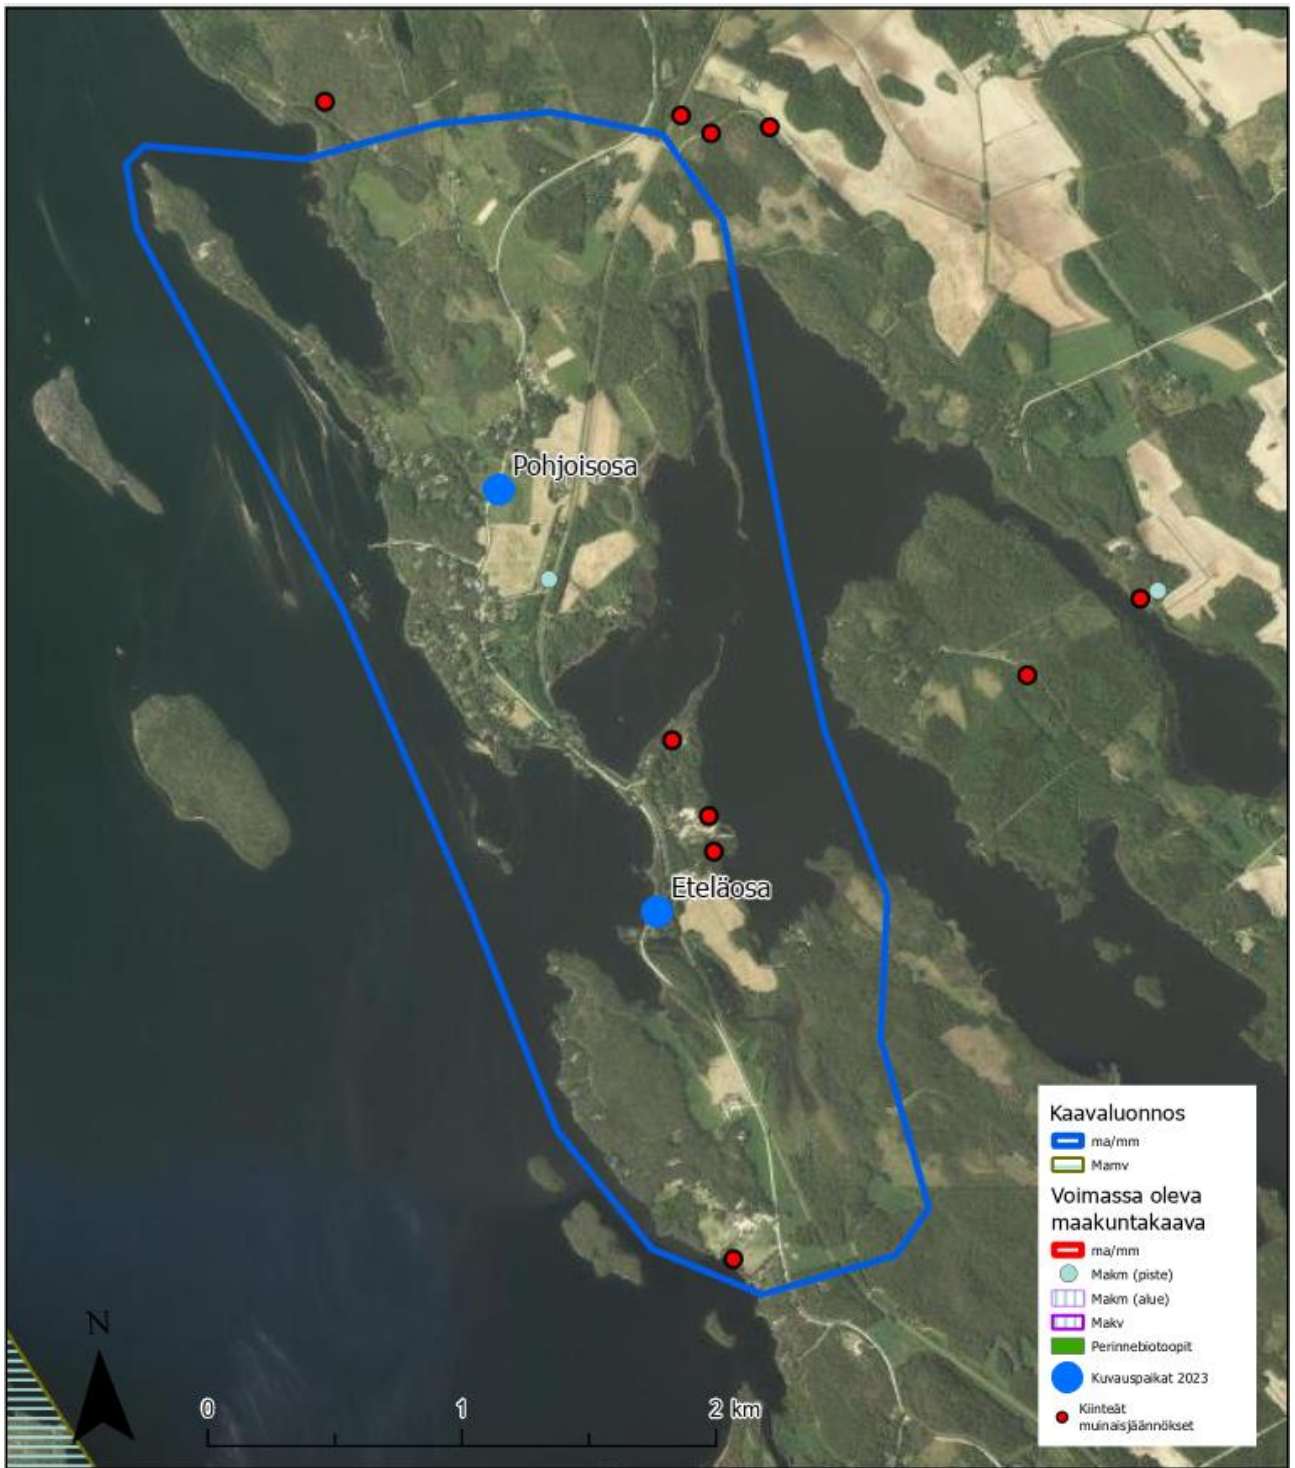 Pohjoisosa
Eteläosa
Kaavaluonnos
ma/mm
Mamv
Voimassa oleva
maakuntakaava
ma/mm
Makm (piste)
Makm (alue)
Makv
Perinnebiotoopit
Kuvauspaikat 2023
Kiinteät
muinaisjäännökset
N
0 1 2 km